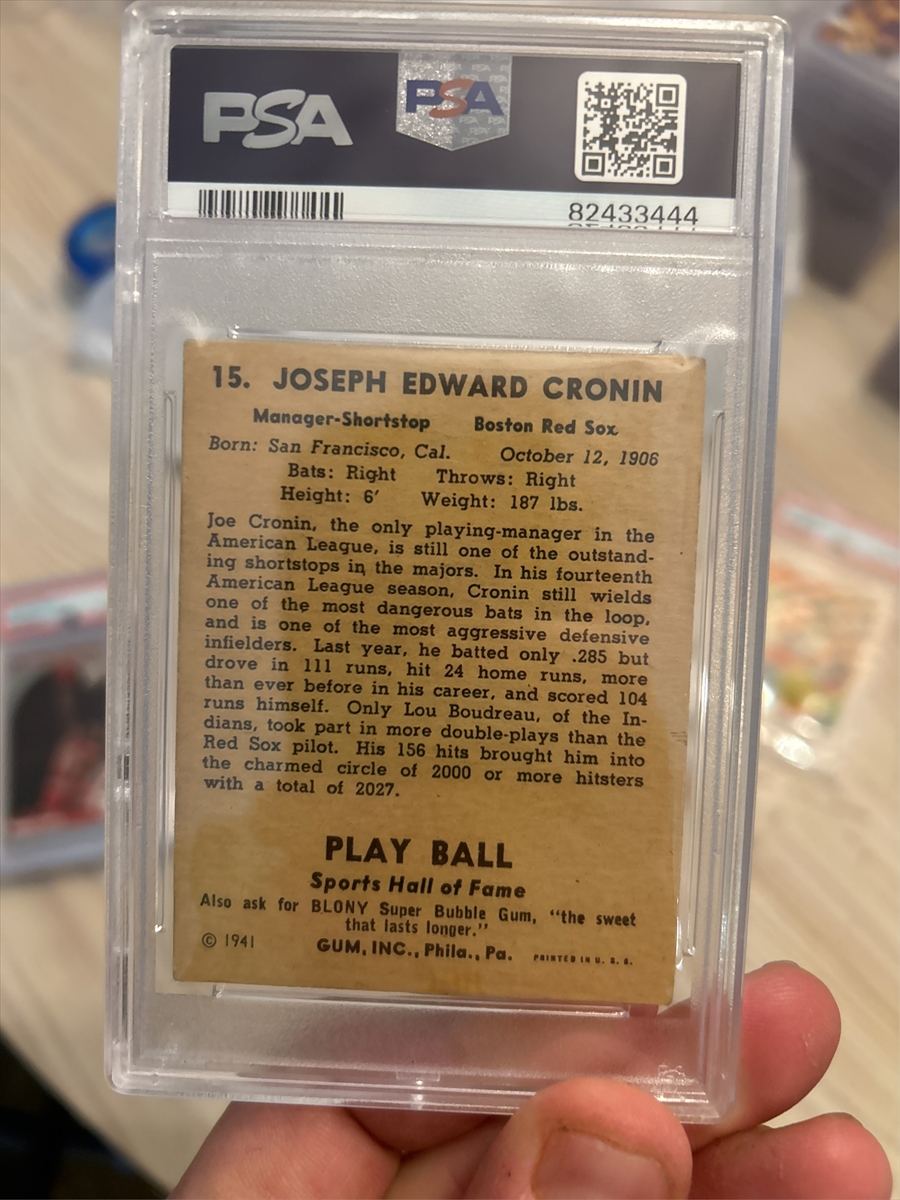 PSA
PSA
82433444
15. JOSEPH EDWARD CRONIN
Manager-Shortstop Boston Red Sox
Born: San Francisco, Cal. October 12, 1906
Bats: Right Throws: Right
Height: 6′ Weight: 187 lbs.
Joe Cronin, the only playing-manager in the
American League, is still one of the outstand-
ing shortstops in the majors. In his fourteenth
American League season, Cronin still wields
one of the most dangerous bats in the loop,
and is one of the most aggressive defensive
infielders. Last year, he batted only .285 but
drove in 111 runs, hit 24 home runs, more
than ever before in his career, and scored 104
runs himself. Only Lou Boudreau, of the In-
dians, took part in more double-plays than the
Red Sox pilot. His 156 hits brought him into
the charmed circle of 2000 or more hitsters
with a total of 2027.
PLAY BALL
Sports Hall of Fame
Also ask for BLONY Super Bubble Gum, "the sweet
that lasts longer."
© 1941 GUM, INC., Phila., Pa. PRINTED IN U. S. A.